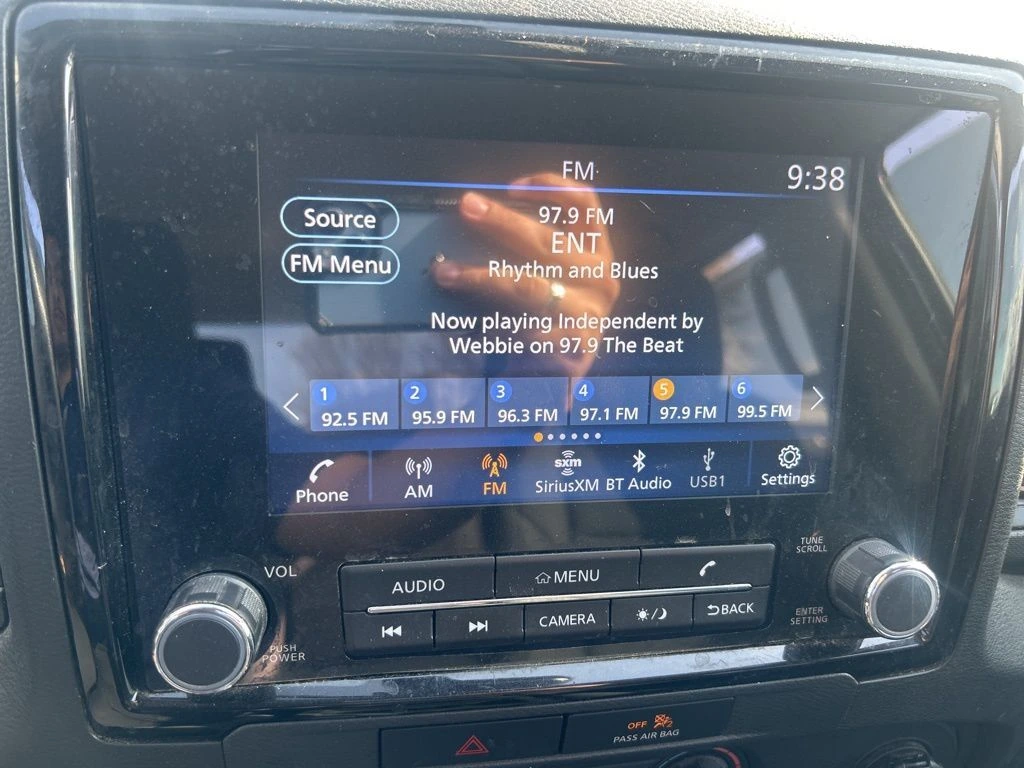 FM
9:38
Source
FM Menu
97.9 FM
ENT
Rhythm and Blues
Now playing Independent by
Webbie on 97.9 The Beat
1
92.5 FM
2
95.9 FM
3
96.3 FM
4
97.1 FM
5
97.9 FM
6
99.5 FM
Phone
AM
FM
sxm
SiriusXM
BT Audio
USB1
Settings
VOL
PUSH
POWER
AUDIO
MENU
CAMERA
BACK
TUNE
SCROLL
ENTER
SETTING
OFF
2
PASS AIR BAG